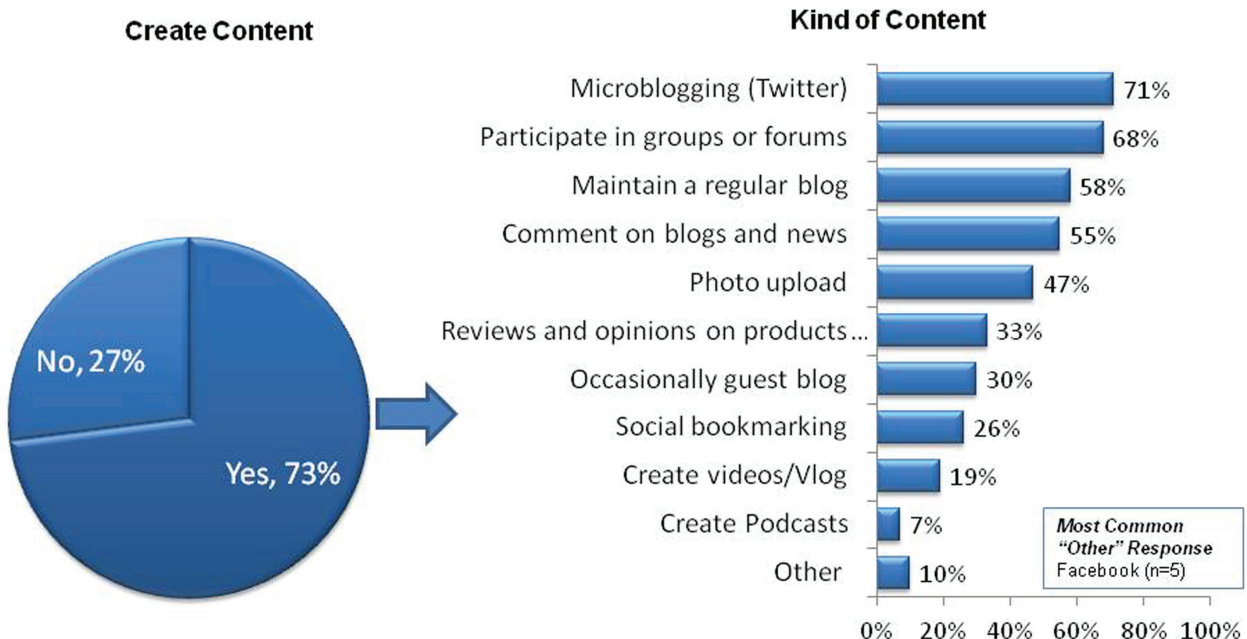 Create Content
No, 27%
Yes, 73%
Kind of Content
Microblogging (Twitter) 71%
Participate in groups or forums 68%
Maintain a regular blog 58%
Comment on blogs and news 55%
Photo upload 47%
Reviews and opinions on products ... 33%
Occasionally guest blog 30%
Social bookmarking 26%
Create videos/Vlog 19%
Create Podcasts 7%
Other 10%
Most Common
“Other” Response
Facebook (n=5)
0% 20% 40% 60% 80% 100%